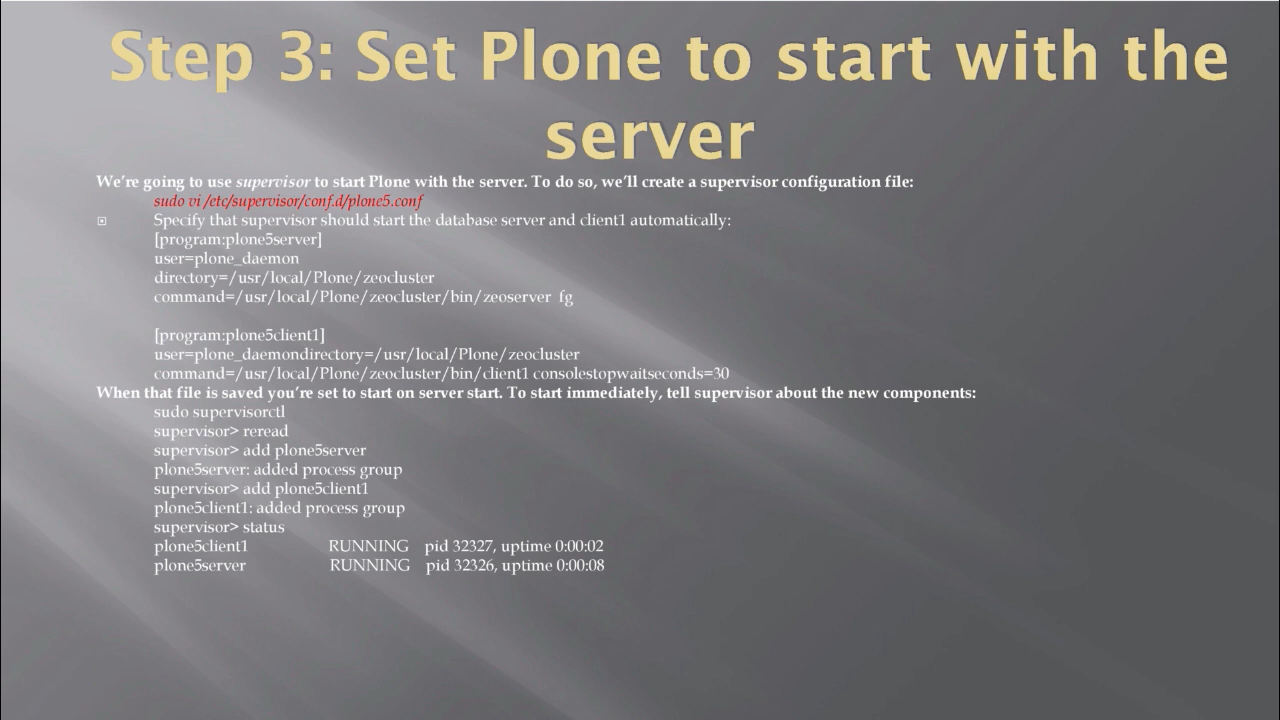 Step 3: Set Plone to start with the
server
We're going to use supervisor to start Plone with the server. To do so, we'll create a supervisor configuration file:
sudo vi /etc/supervisor/conf.d/plone5.conf
Specify that supervisor should start the database server and client1 automatically:
[program:plone5server]
user=plone_daemon
directory=/usr/local/Plone/zeocluster
command=/usr/local/Plone/zeocluster/bin/zeoserver fg
[program:plone5client1]
user=plone_daemondirectory=/usr/local/Plone/zeocluster
command=/usr/local/Plone/zeocluster/bin/client1 consolestopwaitseconds=30
When that file is saved you're set to start on server start. To start immediately, tell supervisor about the new components:
sudo supervisorctl
supervisor> reread
supervisor> add plone5server
plone5server: added process group
supervisor> add plone5client1
plone5client1: added process group
supervisor> status
plone5client1 RUNNING pid 32327, uptime 0:00:02
plone5server RUNNING pid 32326, uptime 0:00:08